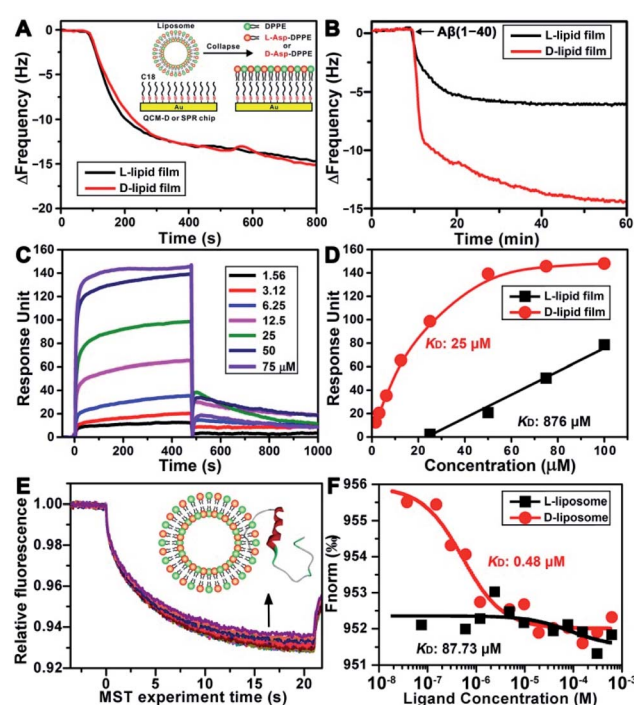 A
Liposome
Collapse
DPPE
L-Asp-DPPE
or
D-Asp-DPPE
C18
Au
Au
QCM-D or SPR chip
L-lipid film
D-lipid film
0
−5
−10
−15
−20
0 200 400 600 800
ΔFrequency (Hz)
Time (s)
B
Aβ(1−40)
L-lipid film
D-lipid film
0
−5
−10
−15
0 20 40 60
ΔFrequency (Hz)
Time (min)
C
160
140
120
100
80
60
40
20
0
1.56
3.12
6.25
12.5
25
50
75 μM
0 200 400 600 800 1000
Response Unit
Time (s)
D
160
140
120
100
80
60
40
20
0
L-lipid film
D-lipid film
KD: 25 μM
KD: 876 μM
0 20 40 60 80 100
Response Unit
Concentration (μM)
E
1.00
0.98
0.96
0.94
0.92
0 5 10 15 20
Relative fluorescence
MST experiment time (s)
F
956
955
954
953
952
951
L-liposome
D-liposome
KD: 0.48 μM
KD: 87.73 μM
10⁻⁸ 10⁻⁷ 10⁻⁶ 10⁻⁵ 10⁻⁴ 10⁻³
Fnorm (‰)
Ligand Concentration (M)